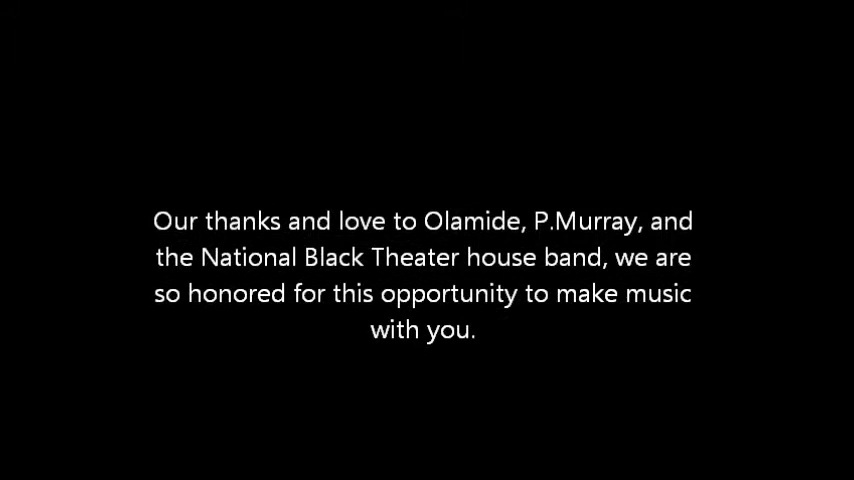 Our thanks and love to Olamide, P.Murray, and
the National Black Theater house band, we are
so honored for this opportunity to make music
with you.